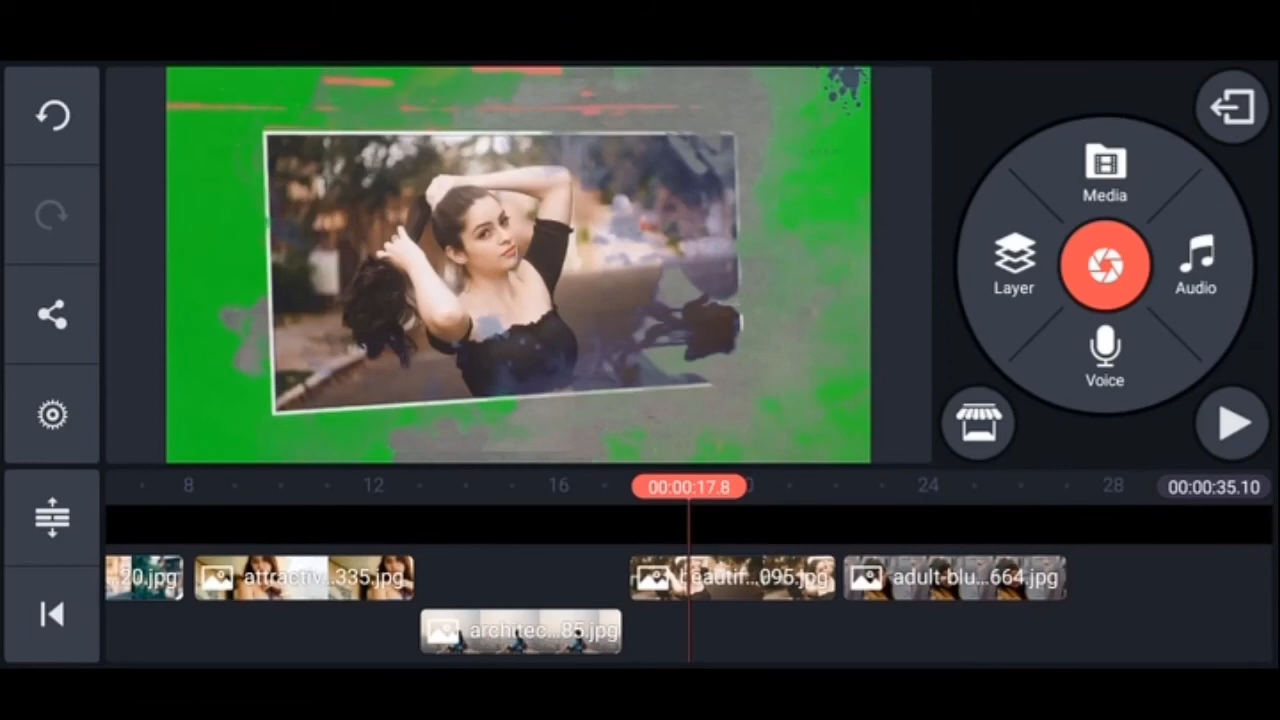 Media
Layer
Audio
Voice
8
12
16
00:00:17.8
24
28
00:00:35.10
...20.jpg
attractiv...335.jpg
eautif...095.jpg
adult-blu...664.jpg
architec...85.jpg